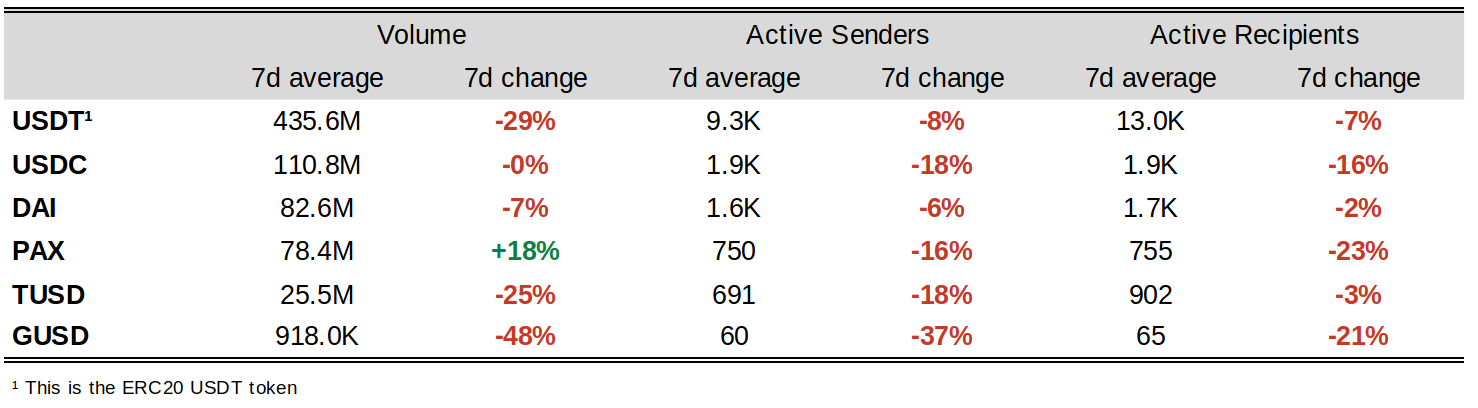 Volume Active Senders Active Recipients
7d average 7d change 7d average 7d change 7d average 7d change
USDT¹ 435.6M -29% 9.3K -8% 13.0K -7%
USDC 110.8M -0% 1.9K -18% 1.9K -16%
DAI 82.6M -7% 1.6K -6% 1.7K -2%
PAX 78.4M +18% 750 -16% 755 -23%
TUSD 25.5M -25% 691 -18% 902 -3%
GUSD 918.0K -48% 60 -37% 65 -21%
¹ This is the ERC20 USDT token